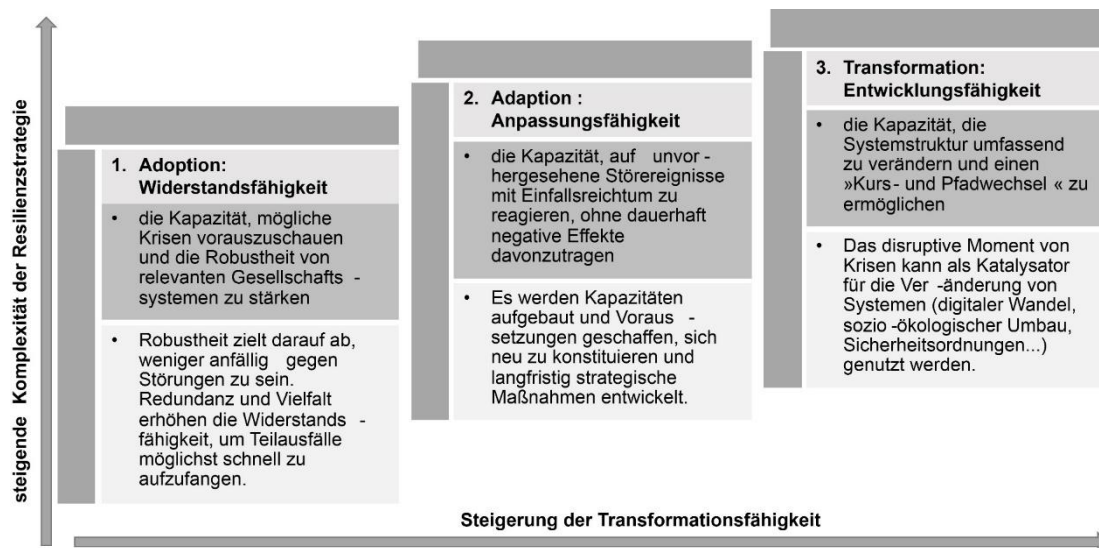 steigende Komplexität der Resilienzstrategie
1. Adoption:
Widerstandsfähigkeit
• die Kapazität, mögliche
Krisen vorauszuschauen
und die Robustheit von
relevanten Gesellschafts -
systemen zu stärken
• Robustheit zielt darauf ab,
weniger anfällig gegen
Störungen zu sein.
Redundanz und Vielfalt
erhöhen die Widerstands -
fähigkeit, um Teilausfälle
möglichst schnell zu
aufzufangen.
2. Adaption :
Anpassungsfähigkeit
• die Kapazität, auf unvor -
hergesehene Störereignisse
mit Einfallsreichtum zu
reagieren, ohne dauerhaft
negative Effekte
davonzutragen
• Es werden Kapazitäten
aufgebaut und Voraus -
setzungen geschaffen, sich
neu zu konstituieren und
langfristig strategische
Maßnahmen entwickelt.
3. Transformation:
Entwicklungsfähigkeit
• die Kapazität, die
Systemstruktur umfassend
zu verändern und einen
»Kurs- und Pfadwechsel « zu
ermöglichen
• Das disruptive Moment von
Krisen kann als Katalysator
für die Ver -änderung von
Systemen (digitaler Wandel,
sozio -ökologischer Umbau,
Sicherheitsordnungen...)
genutzt werden.
Steigerung der Transformationsfähigkeit